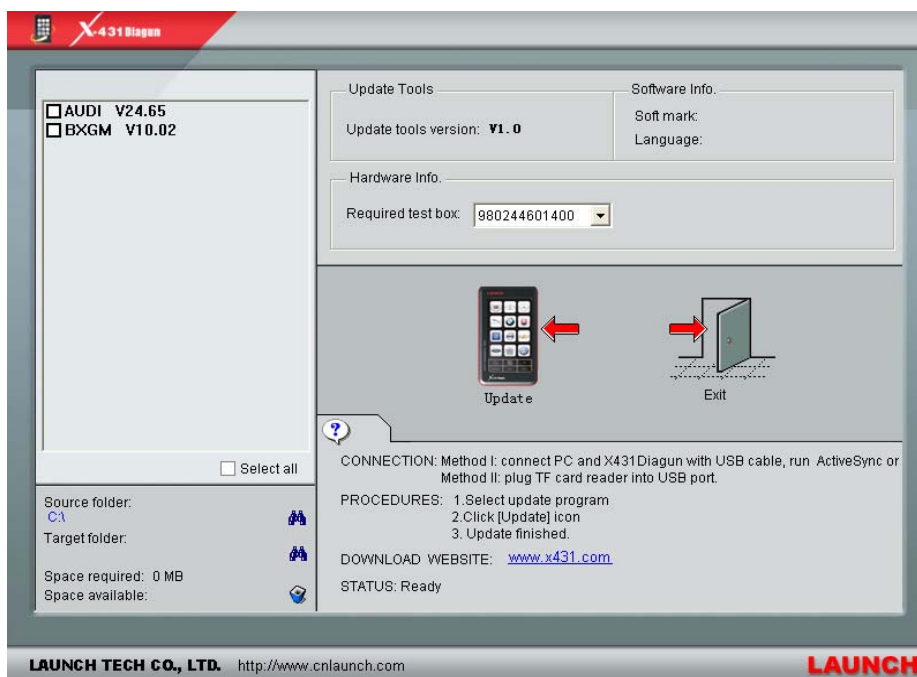 X-431 Diagun
AUDI V24.65
BXGM V10.02
Select all
Source folder:
C:\
Target folder:
Space required: 0 MB
Space available:
Update Tools
Update tools version: V1.0
Software Info.
Soft mark:
Language:
Hardware Info.
Required test box: 980244601400
Update
Exit
?
CONNECTION: Method I: connect PC and X431Diagun with USB cable, run ActiveSync or
Method II: plug TF card reader into USB port.
PROCEDURES: 1.Select update program
2.Click [Update] icon
3. Update finished.
DOWNLOAD WEBSITE: www.x431.com
STATUS: Ready
LAUNCH TECH CO., LTD. http://www.cnlaunch.com
LAUNCH